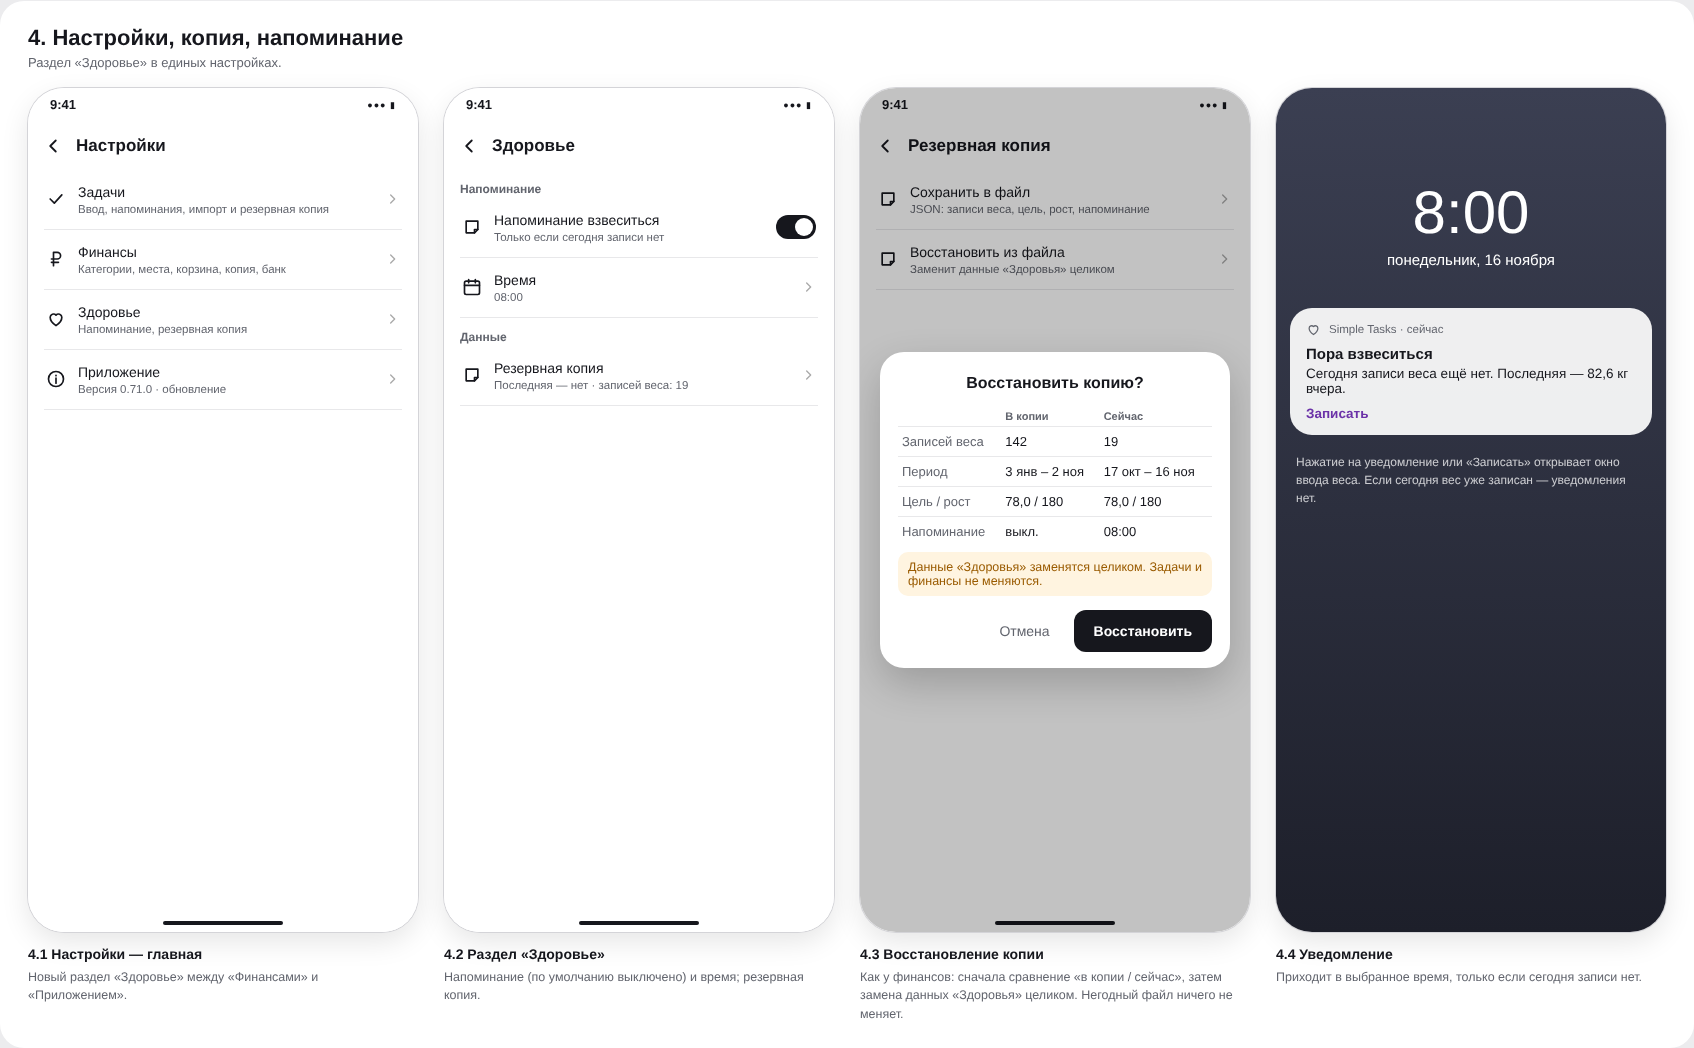 4. Настройки, копия, напоминание
Раздел «Здоровье» в единых настройках.
9:41
Настройки
Задачи
Ввод, напоминания, импорт и резервная копия
Финансы
Категории, места, корзина, копия, банк
Здоровье
Напоминание, резервная копия
Приложение
Версия 0.71.0 · обновление
4.1 Настройки — главная
Новый раздел «Здоровье» между «Финансами» и
«Приложением».
9:41
Здоровье
Напоминание
Напоминание взвеситься
Только если сегодня записи нет
Время
08:00
Данные
Резервная копия
Последняя — нет · записей веса: 19
4.2 Раздел «Здоровье»
Напоминание (по умолчанию выключено) и время; резервная
копия.
9:41
Резервная копия
Сохранить в файл
JSON: записи веса, цель, рост, напоминание
Восстановить из файла
Заменит данные «Здоровья» целиком
Восстановить копию?
В копии Сейчас
Записей веса 142 19
Период 3 янв – 2 ноя 17 окт – 16 ноя
Цель / рост 78,0 / 180 78,0 / 180
Напоминание выкл. 08:00
Данные «Здоровья» заменятся целиком. Задачи и
финансы не меняются.
Отмена Восстановить
4.3 Восстановление копии
Как у финансов: сначала сравнение «в копии / сейчас», затем
замена данных «Здоровья» целиком. Негодный файл ничего не
меняет.
8:00
понедельник, 16 ноября
Simple Tasks · сейчас
Пора взвеситься
Сегодня записи веса ещё нет. Последняя — 82,6 кг
вчера.
Записать
Нажатие на уведомление или «Записать» открывает окно
ввода веса. Если сегодня вес уже записан — уведомления
нет.
4.4 Уведомление
Приходит в выбранное время, только если сегодня записи нет.